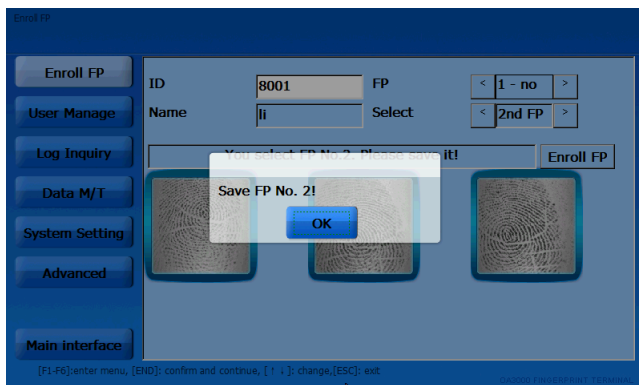 Enroll FP
Enroll FP
ID 8001 FP < 1 - no >
User Manage
Name li Select < 2nd FP >
Log Inquiry
You select FP No.2. Please save it! Enroll FP
Data M/T
Save FP No. 2!
OK
System Setting
Advanced
Main interface
[F1-F6]:enter menu, [END]: confirm and continue, [ ↑ ↓ ]: change,[ESC]: exit
OA3000 FINGERPRINT TERMINAL